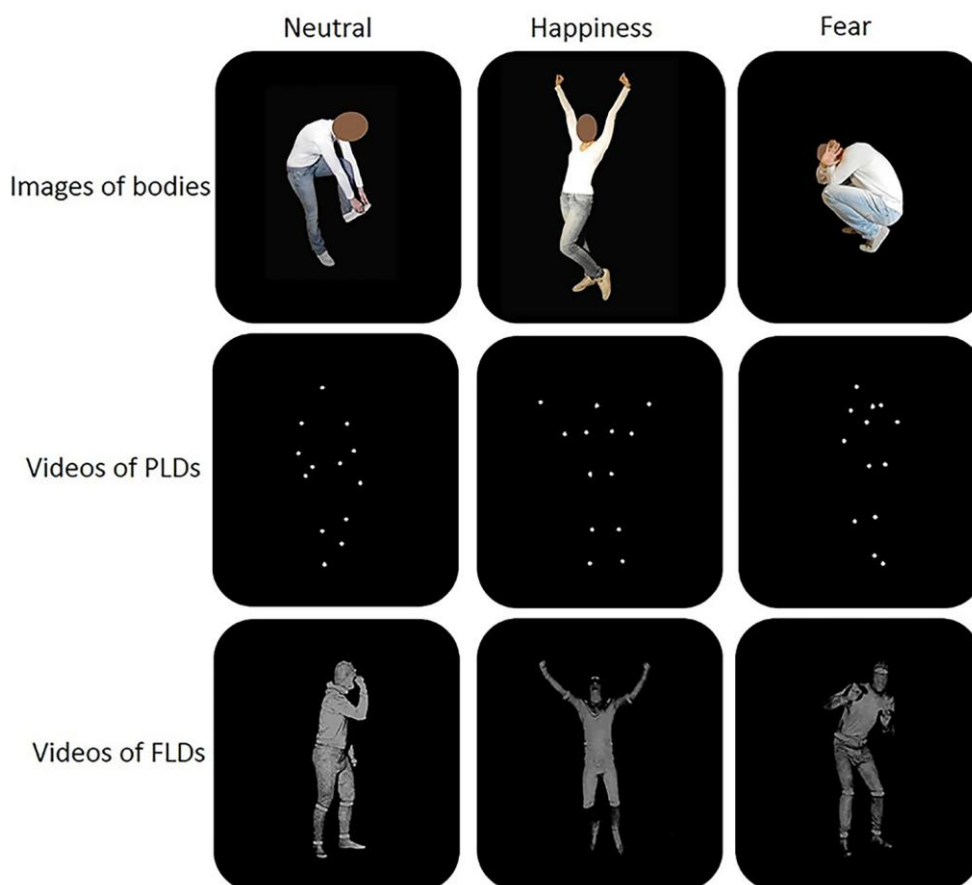 Neutral
Happiness
Fear
Images of bodies
Videos of PLDs
Videos of FLDs